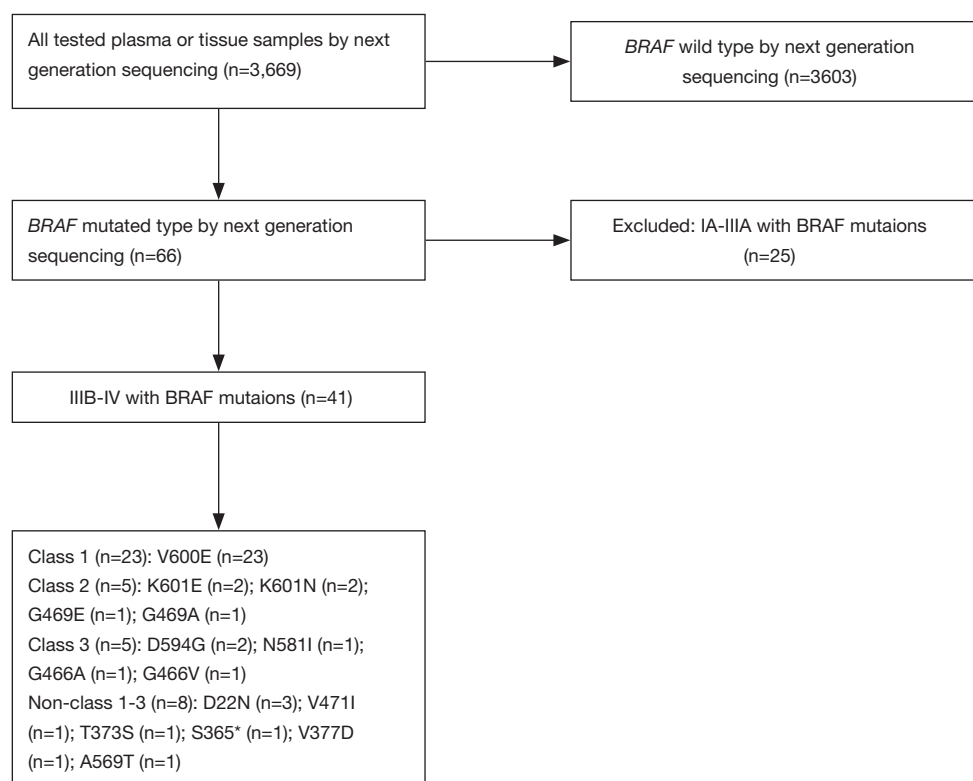 All tested plasma or tissue samples by next
generation sequencing (n=3,669)
BRAF wild type by next generation
sequencing (n=3603)
BRAF mutated type by next generation
sequencing (n=66)
Excluded: IA-IIIA with BRAF mutaions
(n=25)
IIIB-IV with BRAF mutaions (n=41)
Class 1 (n=23): V600E (n=23)
Class 2 (n=5): K601E (n=2); K601N (n=2);
G469E (n=1); G469A (n=1)
Class 3 (n=5): D594G (n=2); N581I (n=1);
G466A (n=1); G466V (n=1)
Non-class 1-3 (n=8): D22N (n=3); V471I
(n=1); T373S (n=1); S365* (n=1); V377D
(n=1); A569T (n=1)